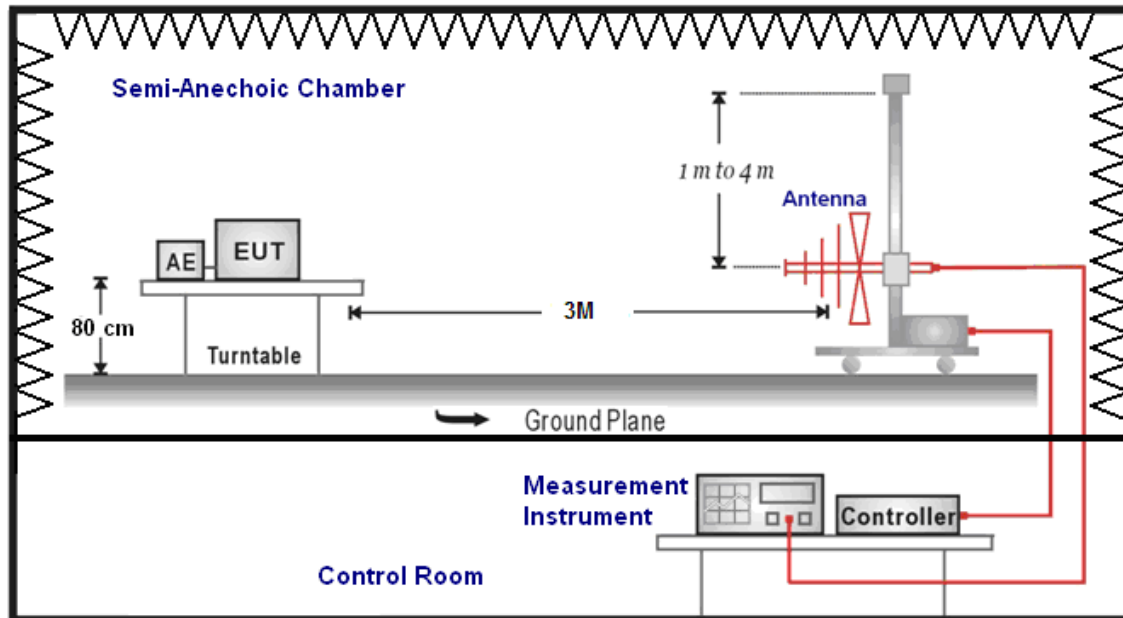 Semi-Anechoic Chamber
1 m to 4 m
Antenna
AE
EUT
80 cm
3M
Turntable
Ground Plane
Measurement
Instrument
Controller
Control Room